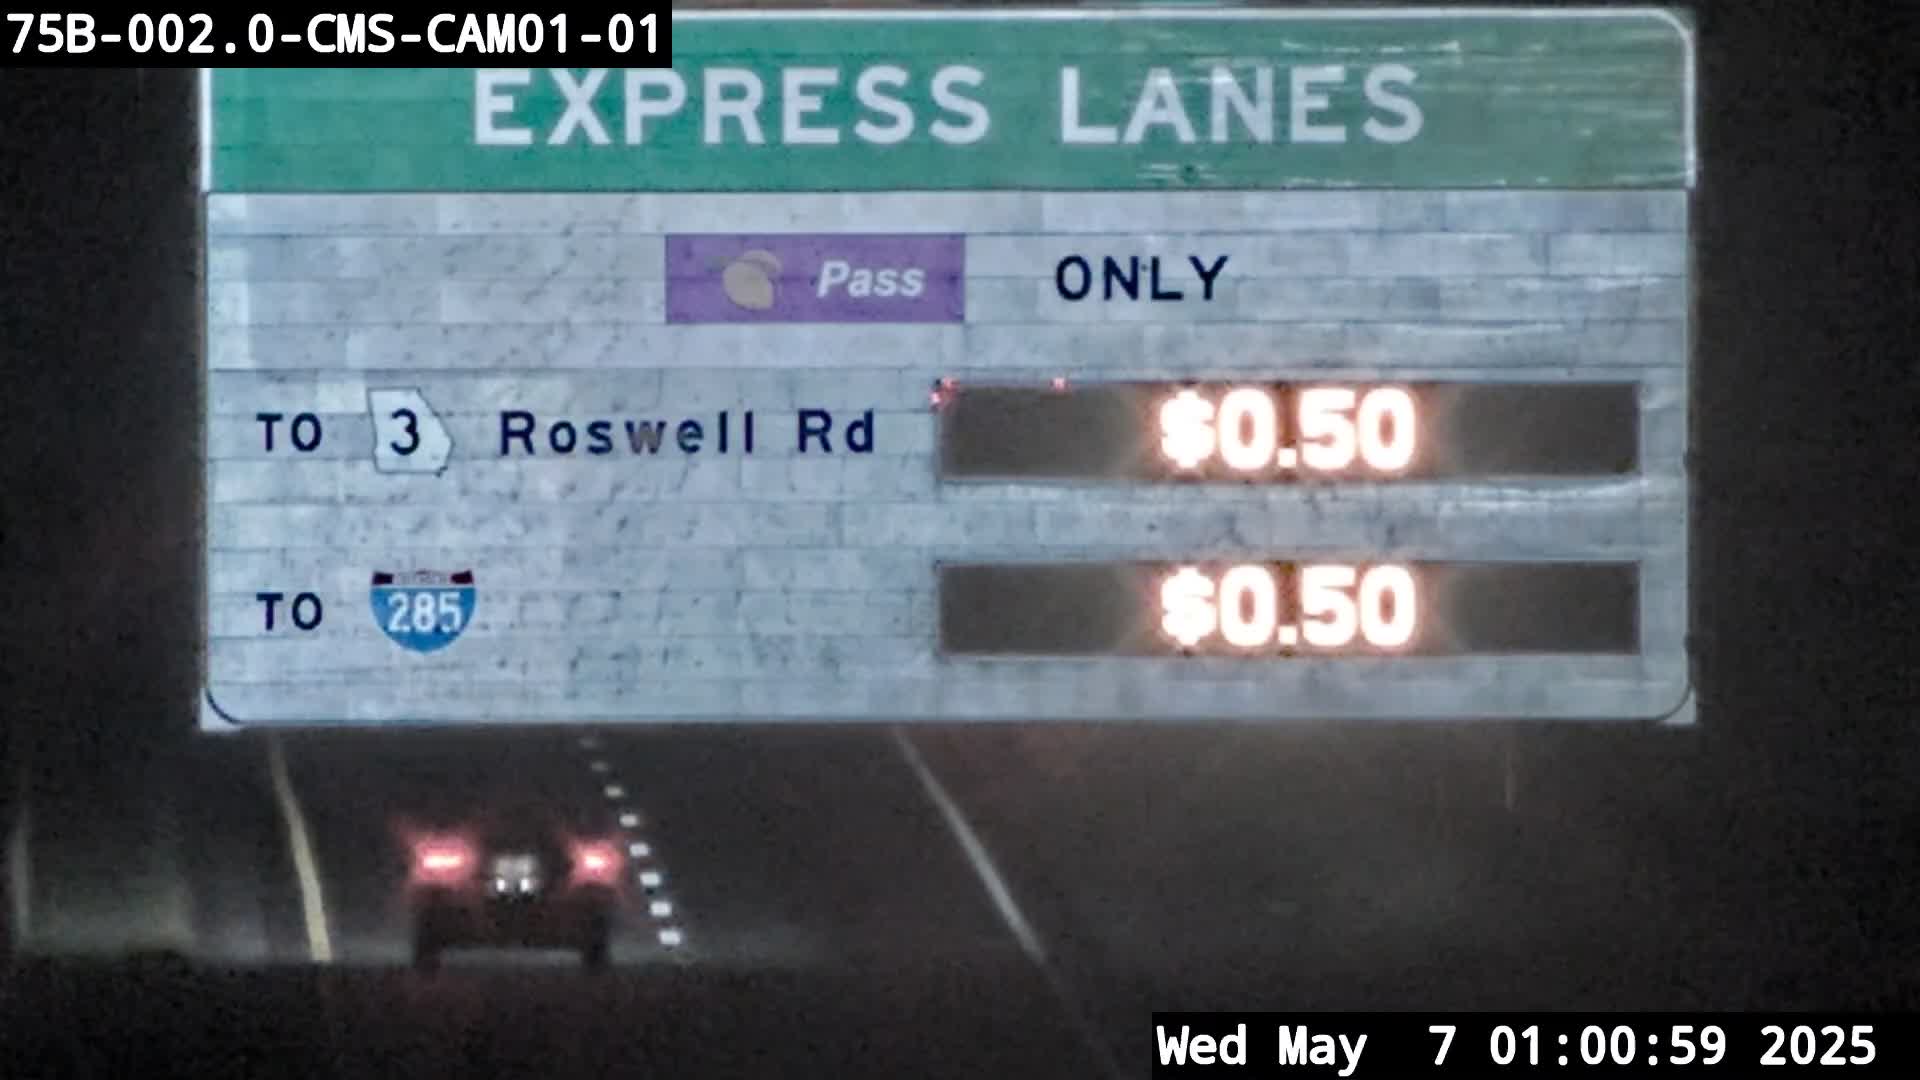 75B-002.0-CMS-CAM01-01
EXPRESS LANES
Pass ONLY
TO 3 Roswell Rd $0.50
TO 285 $0.50
Wed May 7 01:00:59 2025